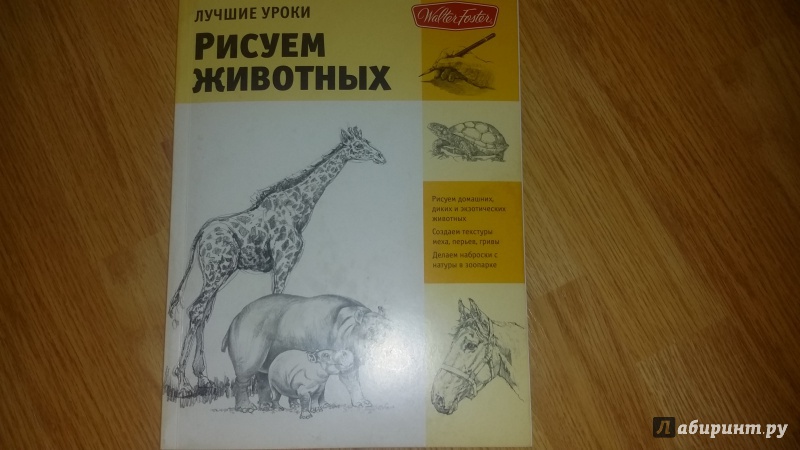 ЛУЧШИЕ УРОКИ
РИСУЕМ
ЖИВОТНЫХ
Walter Foster
Рисуем домашних,
диких и экзотических
животных
Создаем текстуры
меха, перьев, гривы
Делаем наброски с
натуры в зоопарке
Лабиринт.ру